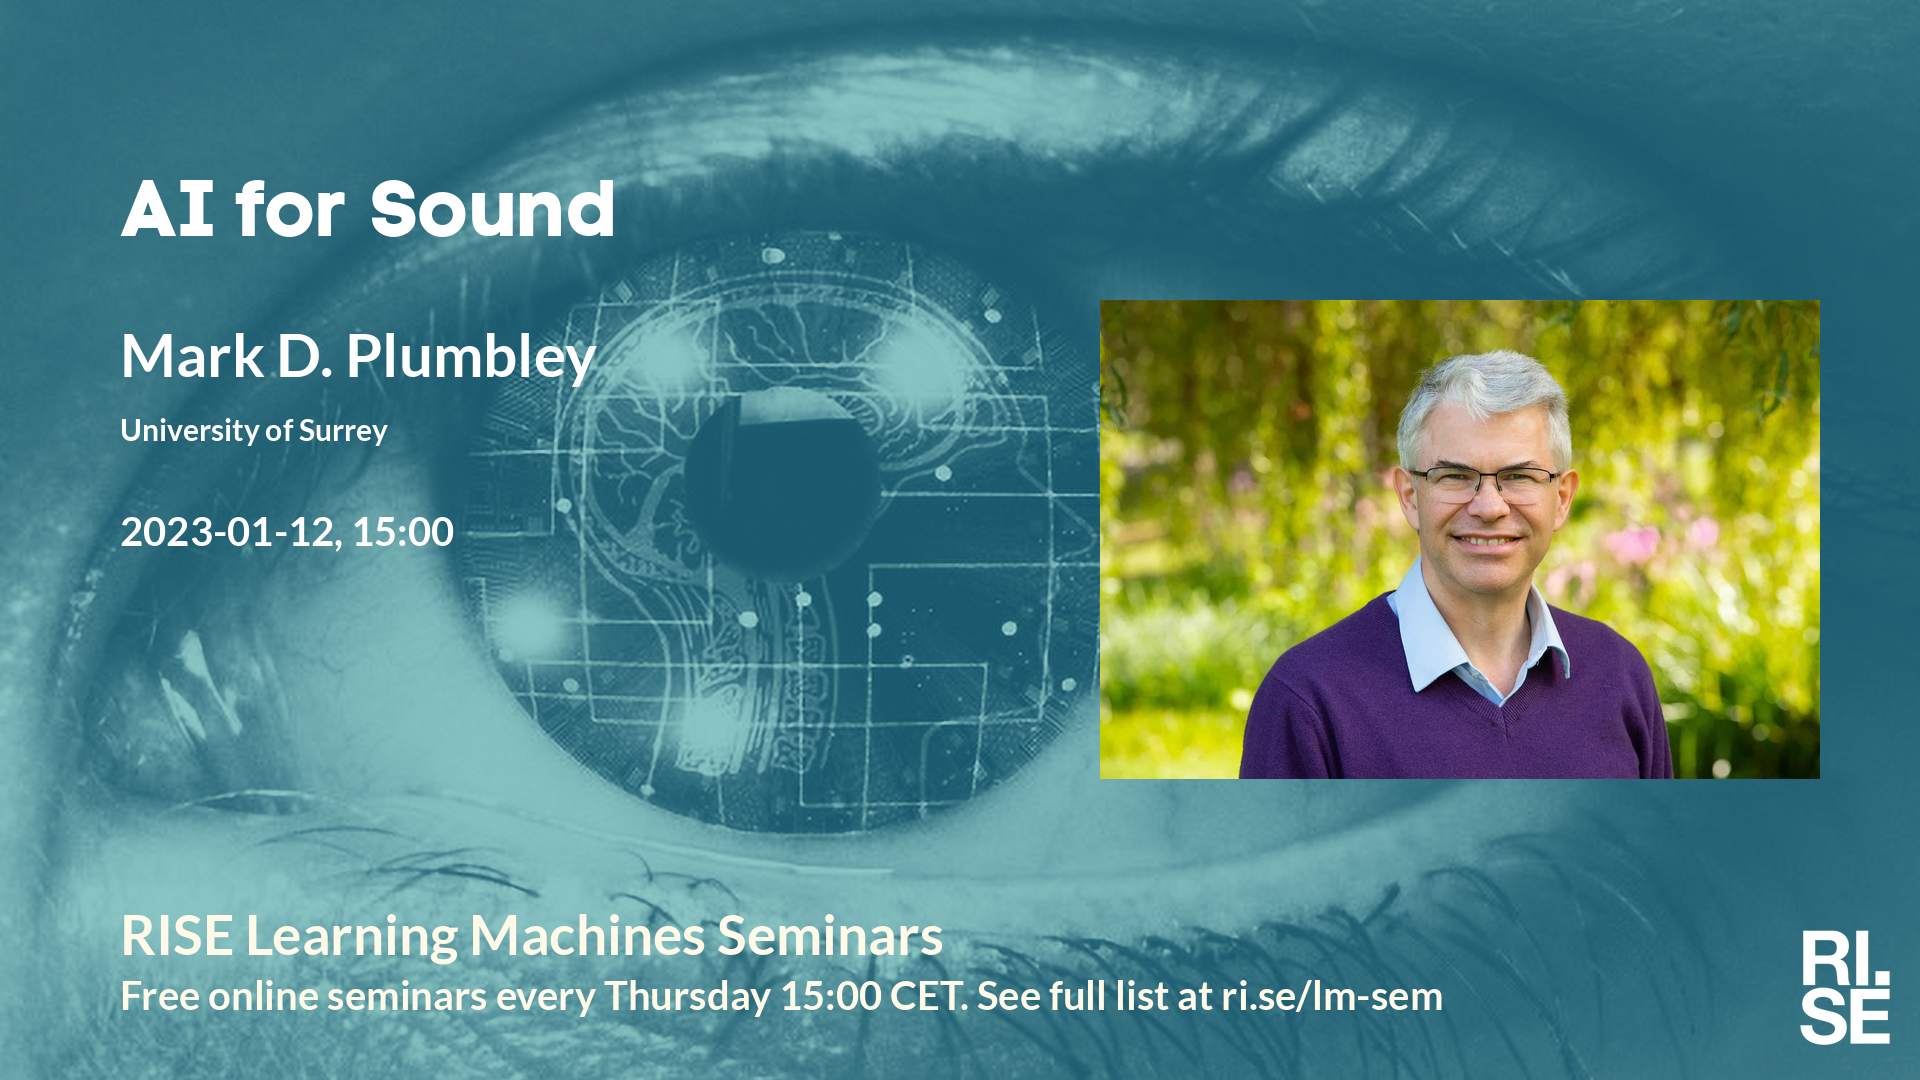 AI for Sound
Mark D. Plumbley
University of Surrey
2023-01-12, 15:00
RISE Learning Machines Seminars
Free online seminars every Thursday 15:00 CET. See full list at ri.se/lm-sem
RI.
SE